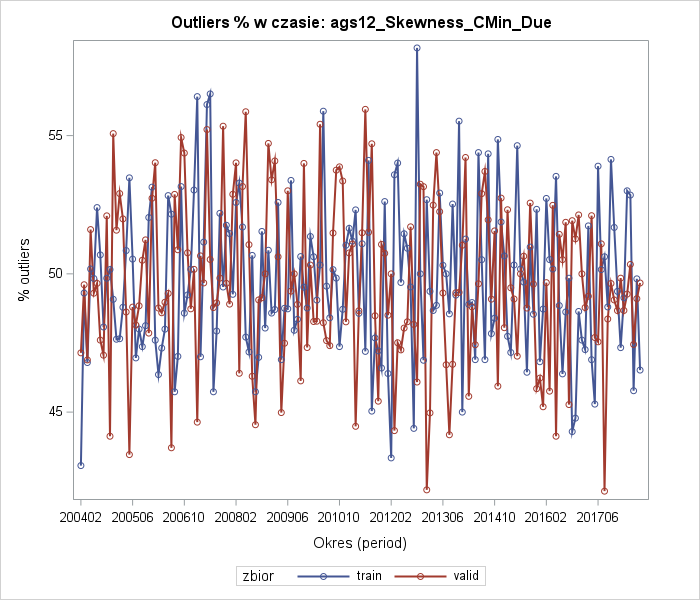 Outliers % w czasie: ags12_Skewness_CMin_Due
% outliers
55
50
45
200402 200506 200610 200802 200906 201010 201202 201306 201410 201602 201706
Okres (period)
zbior train valid